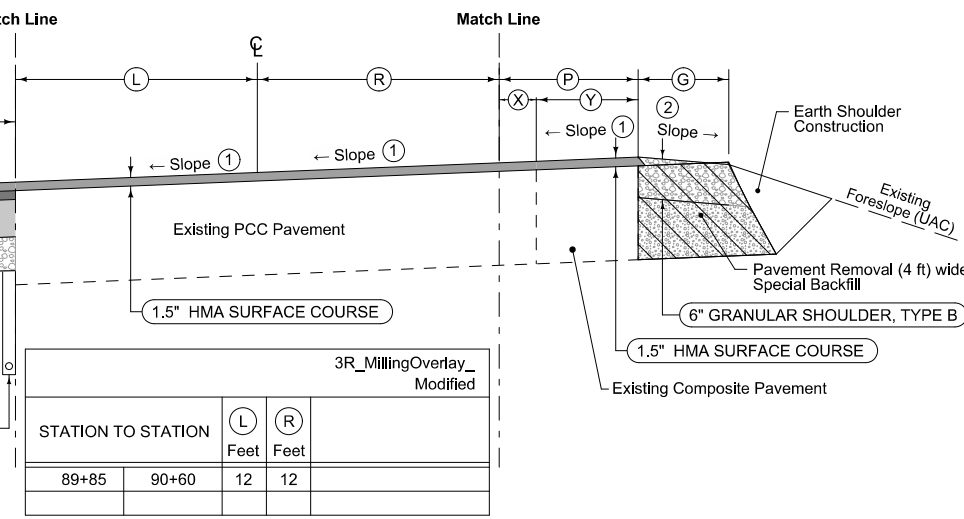 Match Line
℄
L
R
P
G
X
Y
2
← Slope 1
Slope →
← Slope 1
← Slope 1
Earth Shoulder
Construction
Existing
Foreslope (UAC)
Existing PCC Pavement
Pavement Removal (4 ft) wide
Special Backfill
1.5" HMA SURFACE COURSE
6" GRANULAR SHOULDER, TYPE B
1.5" HMA SURFACE COURSE
Existing Composite Pavement
3R_MillingOverlay_
Modified
STATION TO STATION
L
R
Feet
Feet
89+85 90+60 12 12